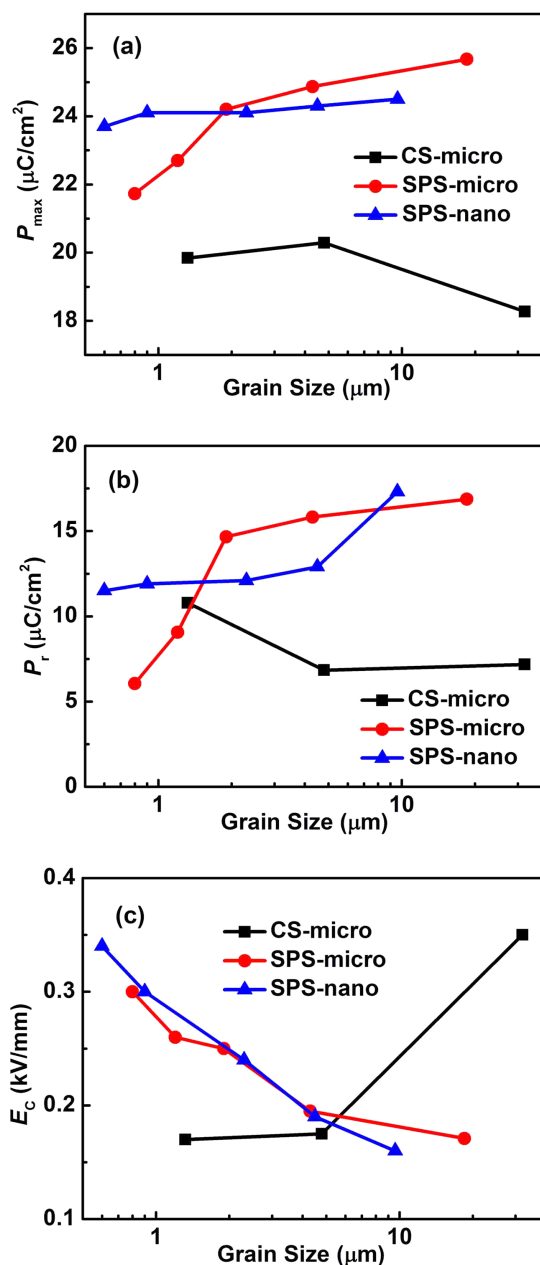 (a)
26
24
22
20
18
P max (μC/cm²)
CS-micro
SPS-micro
SPS-nano
1 10
Grain Size (μm)
(b)
20
15
10
5
0
P r (μC/cm²)
CS-micro
SPS-micro
SPS-nano
1 10
Grain Size (μm)
(c)
0.4
0.3
0.2
0.1
E C (kV/mm)
CS-micro
SPS-micro
SPS-nano
1 10
Grain Size (μm)